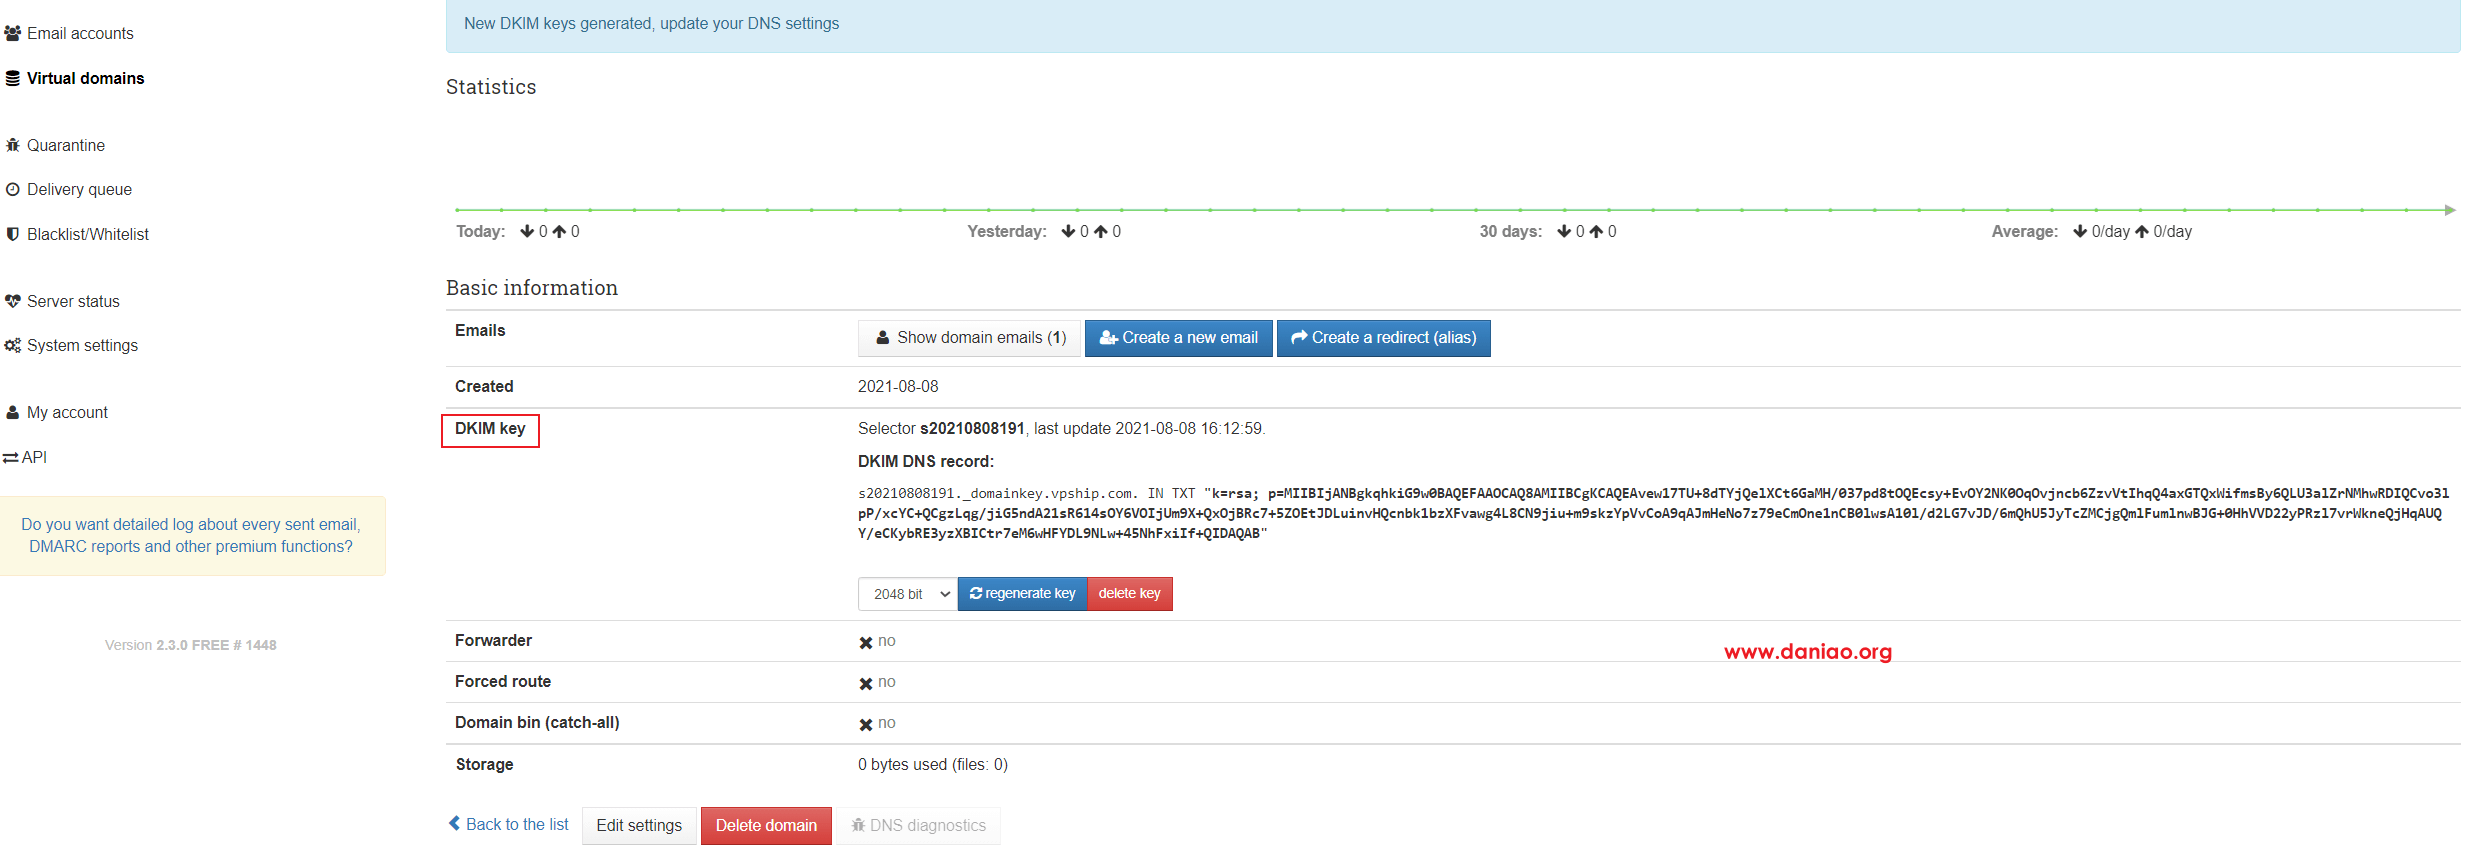 Email accounts
Virtual domains
Quarantine
Delivery queue
Blacklist/Whitelist
Server status
System settings
My account
API
Do you want detailed log about every sent email,
DMARC reports and other premium functions?
Version 2.3.0 FREE # 1448
New DKIM keys generated, update your DNS settings
Statistics
Today: 0 0
Yesterday: 0 0
30 days: 0 0
Average: 0/day 0/day
Basic information
Emails
Show domain emails (1)
Create a new email
Create a redirect (alias)
Created
2021-08-08
DKIM key
Selector s20210808191, last update 2021-08-08 16:12:59.
DKIM DNS record:
s20210808191._domainkey.vpship.com. IN TXT "k=rsa; p=MIIBIjANBgkqhkiG9w0BAQEFAAOCAQ8AMIIBCgKCAQEAvew17TU+8dTYjQelXCt6GaMH/037pd8tOQEcsy+EvOY2NK0OqOvjncb6ZzvVtIhqQ4axGTQxWifmsBy6QLU3alZrNMhwRDIQCvo3l
pP/xcYC+QCgzLqg/jiG5ndA21sR614sOY6VOIjUm9X+QxOjBRc7+5ZOEtJDLuinvHQcnbklbzXFvawg4L8CN9jiu+m9skzYpVvCoA9qAJmHeNo7z79eCmOne1nCB0lwsA10l/d2LG7vJD/6mQhU5JyTcZMCjgQmlFumlnwBJG+0HhVVD22yPRzl7vrWkneQjHqAUQ
Y/eCKybRE3yzXBICtr7eM6wHFYDL9NLw+45NhFxiIf+QIDAQAB"
2048 bit
regenerate key
delete key
Forwarder
no
www.daniao.org
Forced route
no
Domain bin (catch-all)
no
Storage
0 bytes used (files: 0)
Back to the list
Edit settings
Delete domain
DNS diagnostics